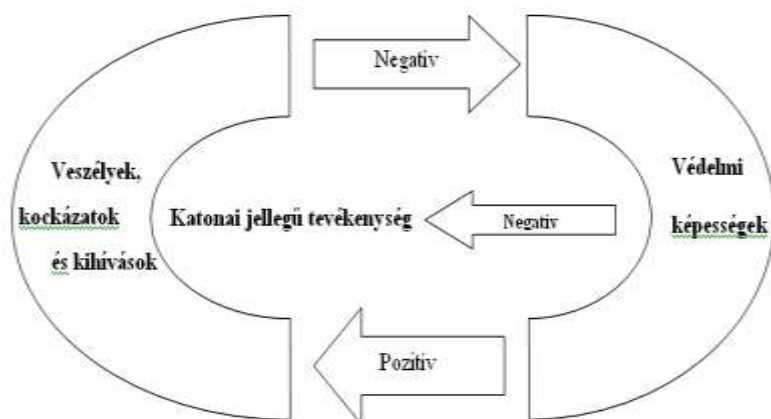 Negatív
Veszélyek,
kockázatok
és kihívások
Katonai jellegű tevékenység
Negatív
Védelmi
képességek
Pozitív